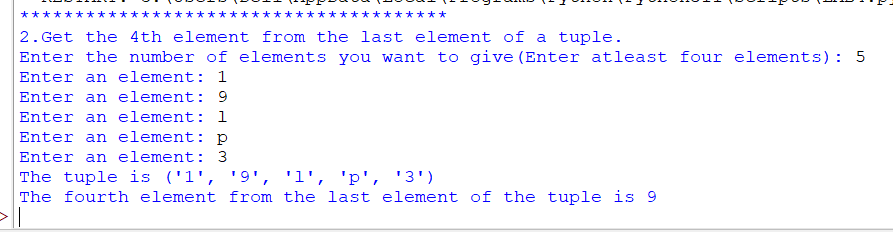 ****************************************
2.Get the 4th element from the last element of a tuple.
Enter the number of elements you want to give(Enter atleast four elements): 5
Enter an element: 1
Enter an element: 9
Enter an element: l
Enter an element: p
Enter an element: 3
The tuple is ('1', '9', 'l', 'p', '3')
The fourth element from the last element of the tuple is 9
>